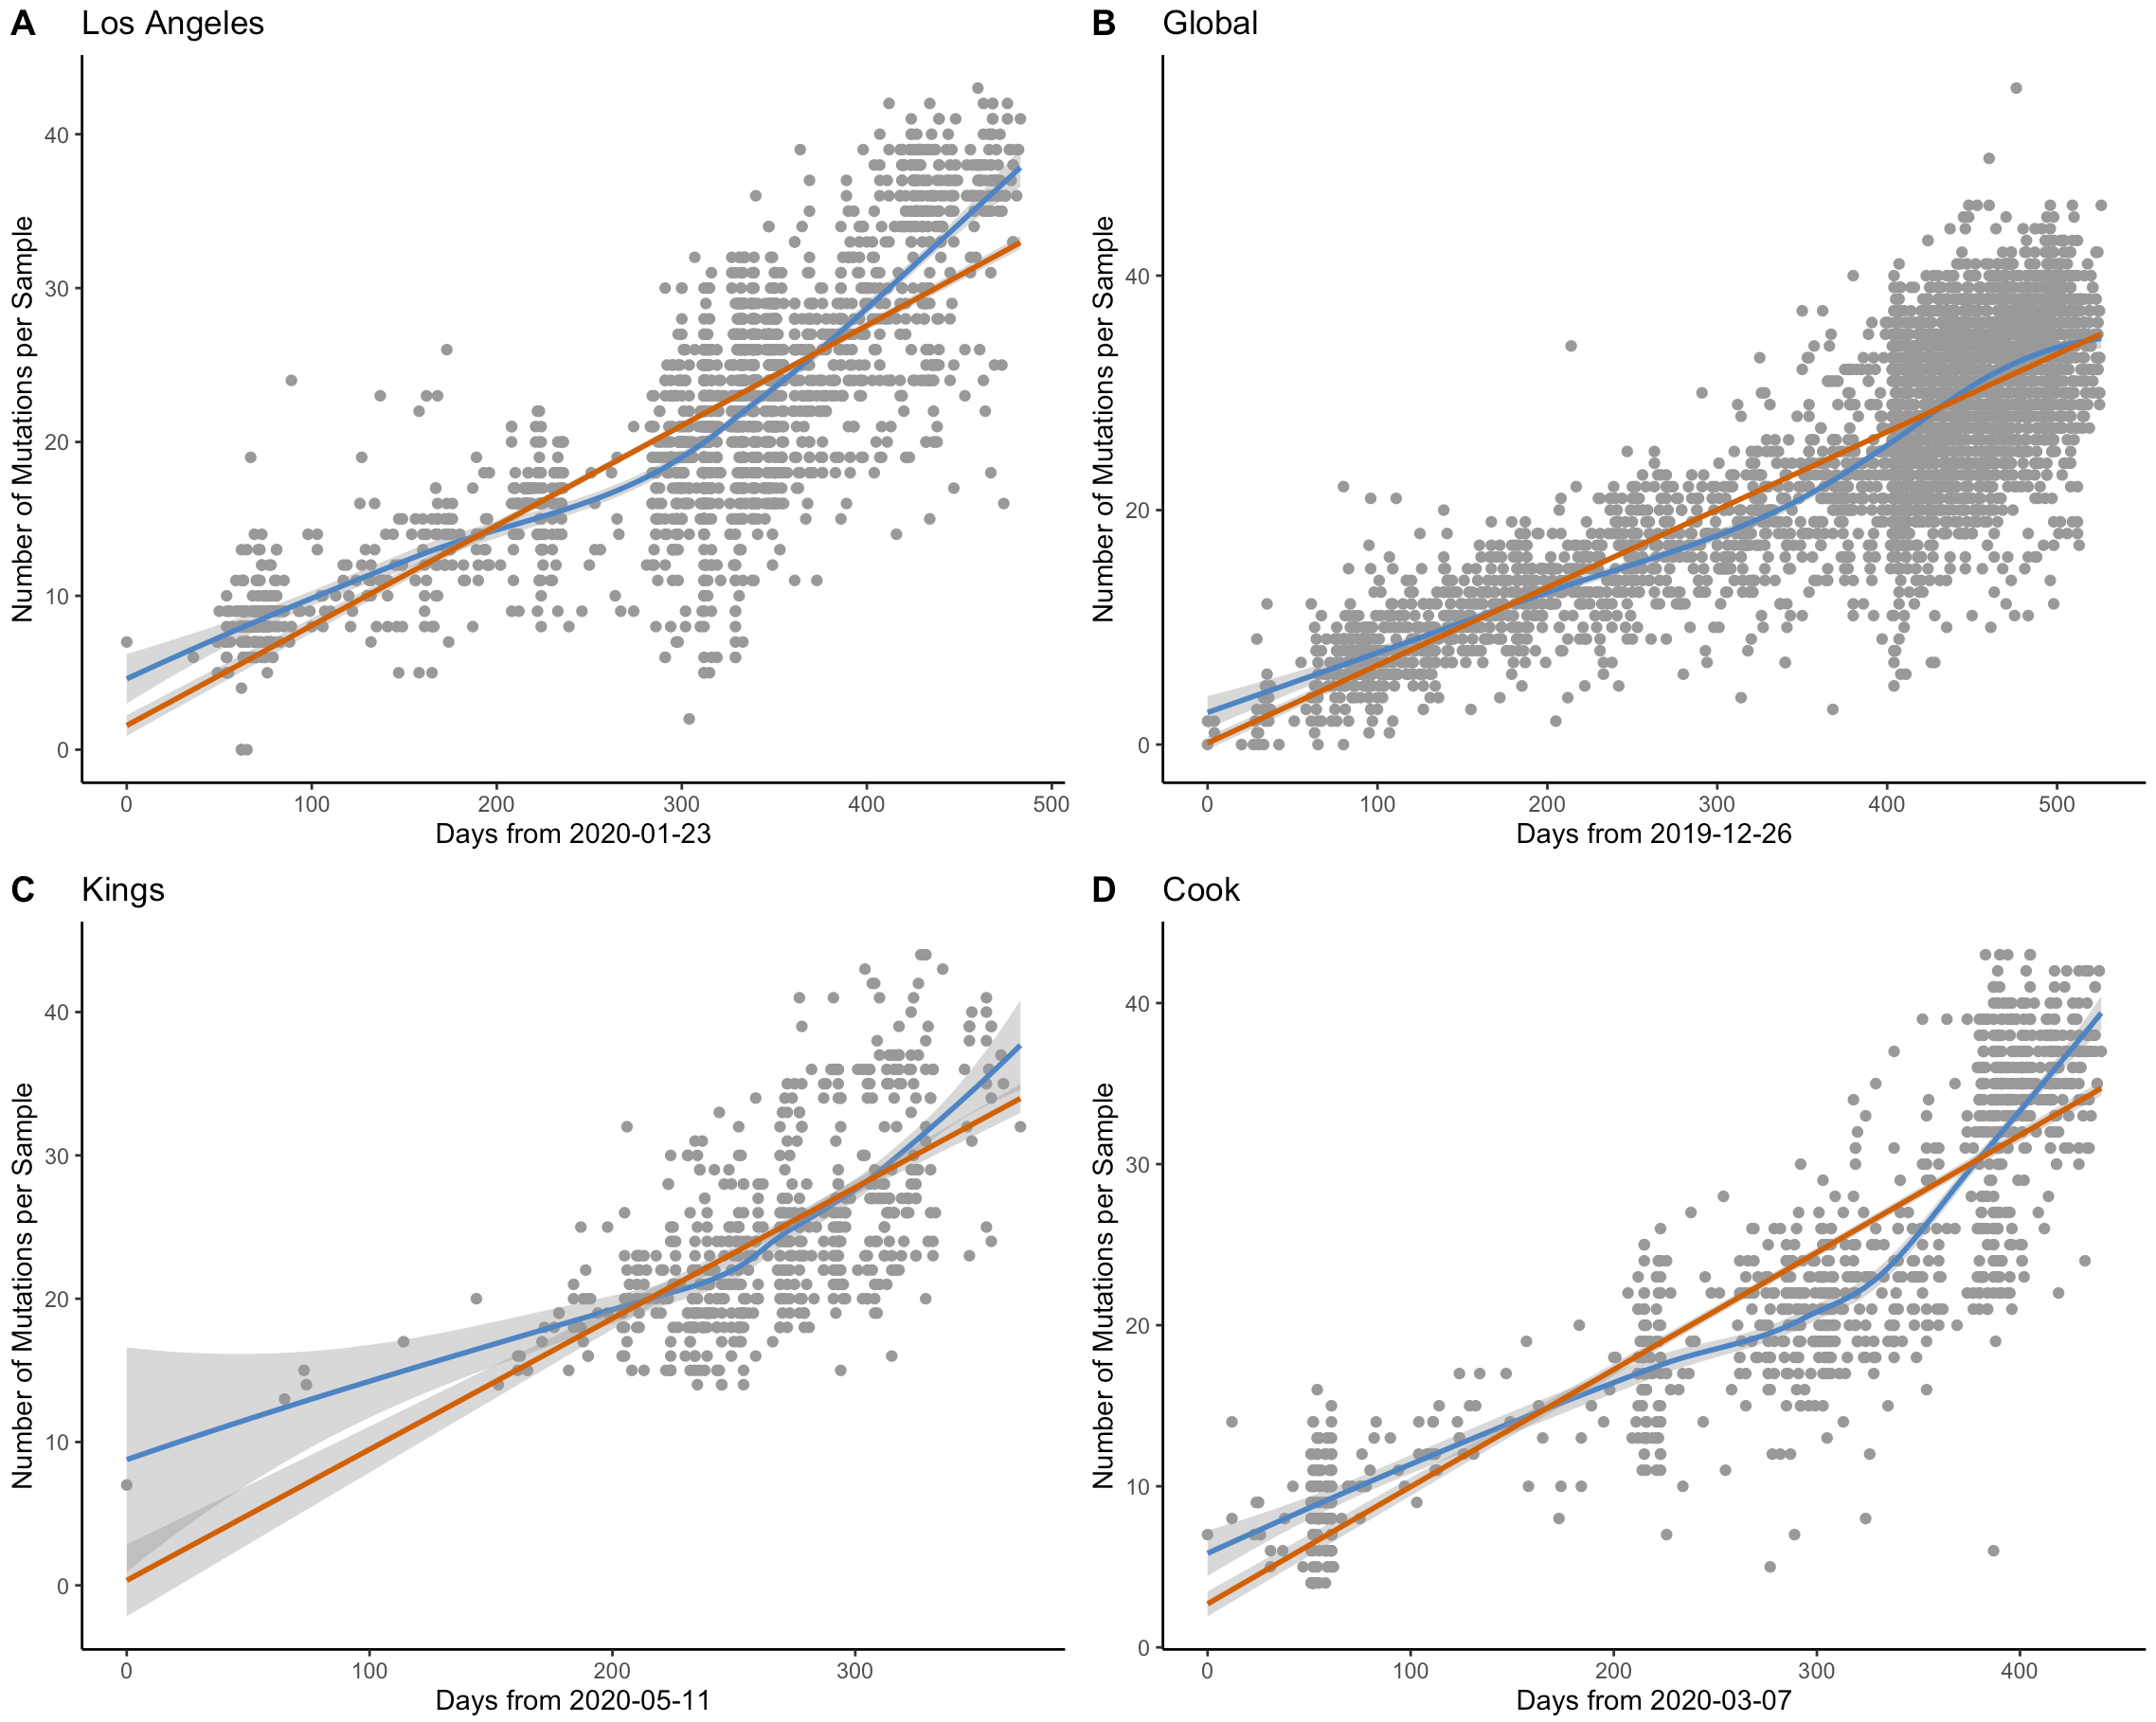 A Los Angeles
Number of Mutations per Sample
40
30
20
10
0
0 100 200 300 400 500
Days from 2020-01-23
B Global
Number of Mutations per Sample
40
20
0
0 100 200 300 400 500
Days from 2019-12-26
C Kings
Number of Mutations per Sample
40
30
20
10
0
0 100 200 300
Days from 2020-05-11
D Cook
Number of Mutations per Sample
40
30
20
10
0
0 100 200 300 400
Days from 2020-03-07